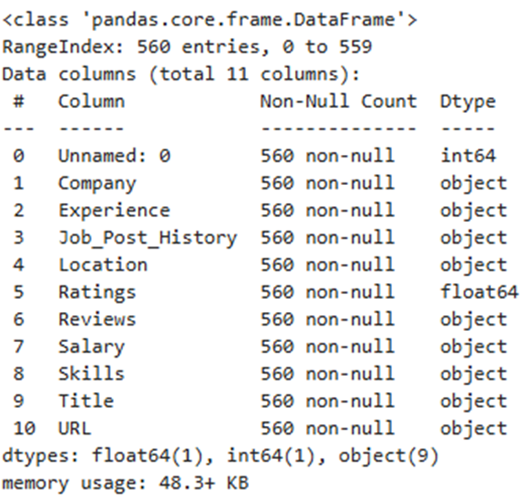 <class 'pandas.core.frame.DataFrame'>
RangeIndex: 560 entries, 0 to 559
Data columns (total 11 columns):
 #   Column            Non-Null Count  Dtype
---  ------            --------------  -----
 0   Unnamed: 0        560 non-null    int64
 1   Company           560 non-null    object
 2   Experience        560 non-null    object
 3   Job_Post_History  560 non-null    object
 4   Location          560 non-null    object
 5   Ratings           560 non-null    float64
 6   Reviews           560 non-null    object
 7   Salary            560 non-null    object
 8   Skills            560 non-null    object
 9   Title             560 non-null    object
 10  URL               560 non-null    object
dtypes: float64(1), int64(1), object(9)
memory usage: 48.3+ KB